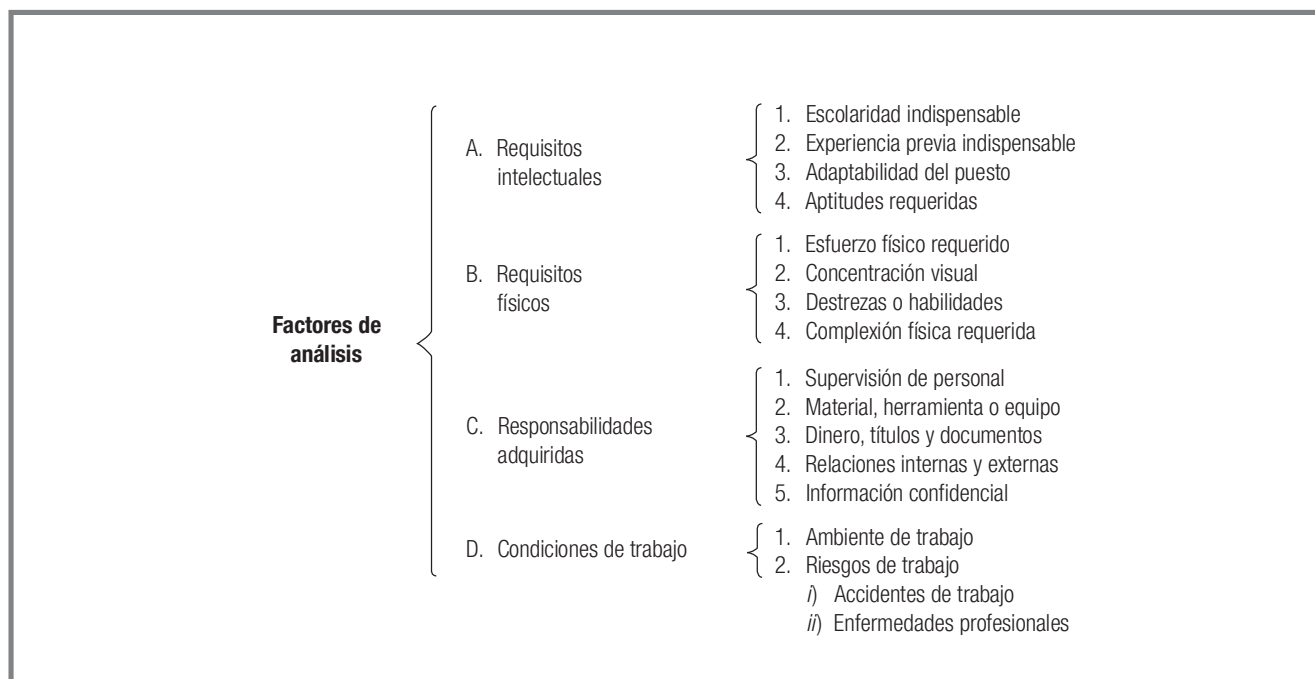 Factores de
análisis
A. Requisitos
intelectuales
1. Escolaridad indispensable
2. Experiencia previa indispensable
3. Adaptabilidad del puesto
4. Aptitudes requeridas
B. Requisitos
físicos
1. Esfuerzo físico requerido
2. Concentración visual
3. Destrezas o habilidades
4. Complexión física requerida
C. Responsabilidades
adquiridas
1. Supervisión de personal
2. Material, herramienta o equipo
3. Dinero, títulos y documentos
4. Relaciones internas y externas
5. Información confidencial
D. Condiciones de trabajo
1. Ambiente de trabajo
2. Riesgos de trabajo
i) Accidentes de trabajo
ii) Enfermedades profesionales